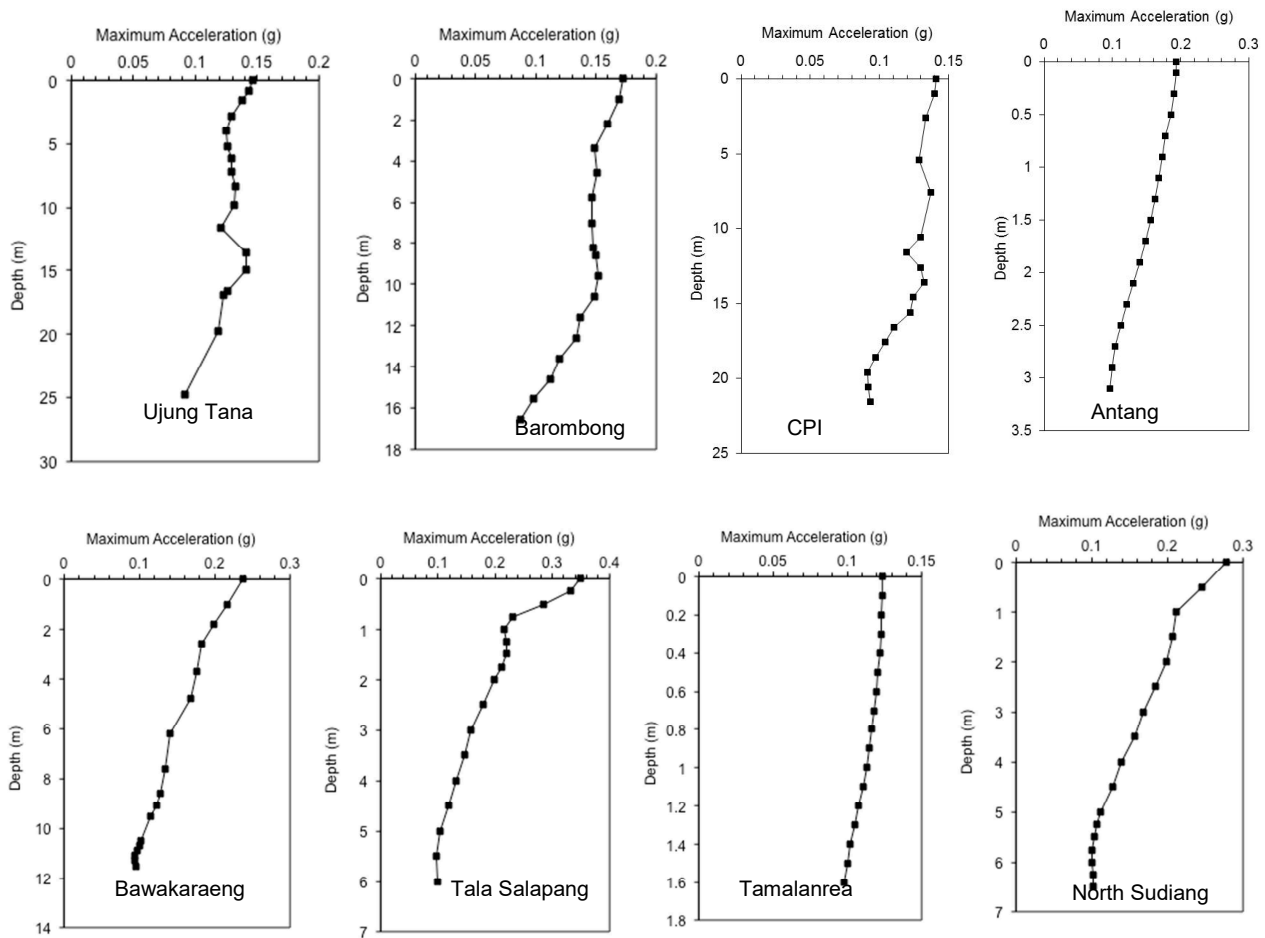 Maximum Acceleration (g)
0 0.05 0.1 0.15 0.2
0
5
10
15
20
25
30
Depth (m)
Ujung Tana
Maximum Acceleration (g)
0 0.05 0.1 0.15 0.2
0
2
4
6
8
10
12
14
16
18
Depth (m)
Barombong
Maximum Acceleration (g)
0 0.05 0.1 0.15
0
5
10
15
20
25
Depth (m)
CPI
Maximum Acceleration (g)
0 0.1 0.2 0.3
0
0.5
1
1.5
2
2.5
3
3.5
Depth (m)
Antang
Maximum Acceleration (g)
0 0.1 0.2 0.3
0
2
4
6
8
10
12
14
Depth (m)
Bawakaraeng
Maximum Acceleration (g)
0 0.1 0.2 0.3 0.4
0
1
2
3
4
5
6
7
Depth (m)
Tala Salapang
Maximum Acceleration (g)
0 0.05 0.1 0.15
0
0.2
0.4
0.6
0.8
1
1.2
1.4
1.6
1.8
Depth (m)
Tamalanrea
Maximum Acceleration (g)
0 0.1 0.2 0.3
0
1
2
3
4
5
6
7
Depth (m)
North Sudiang